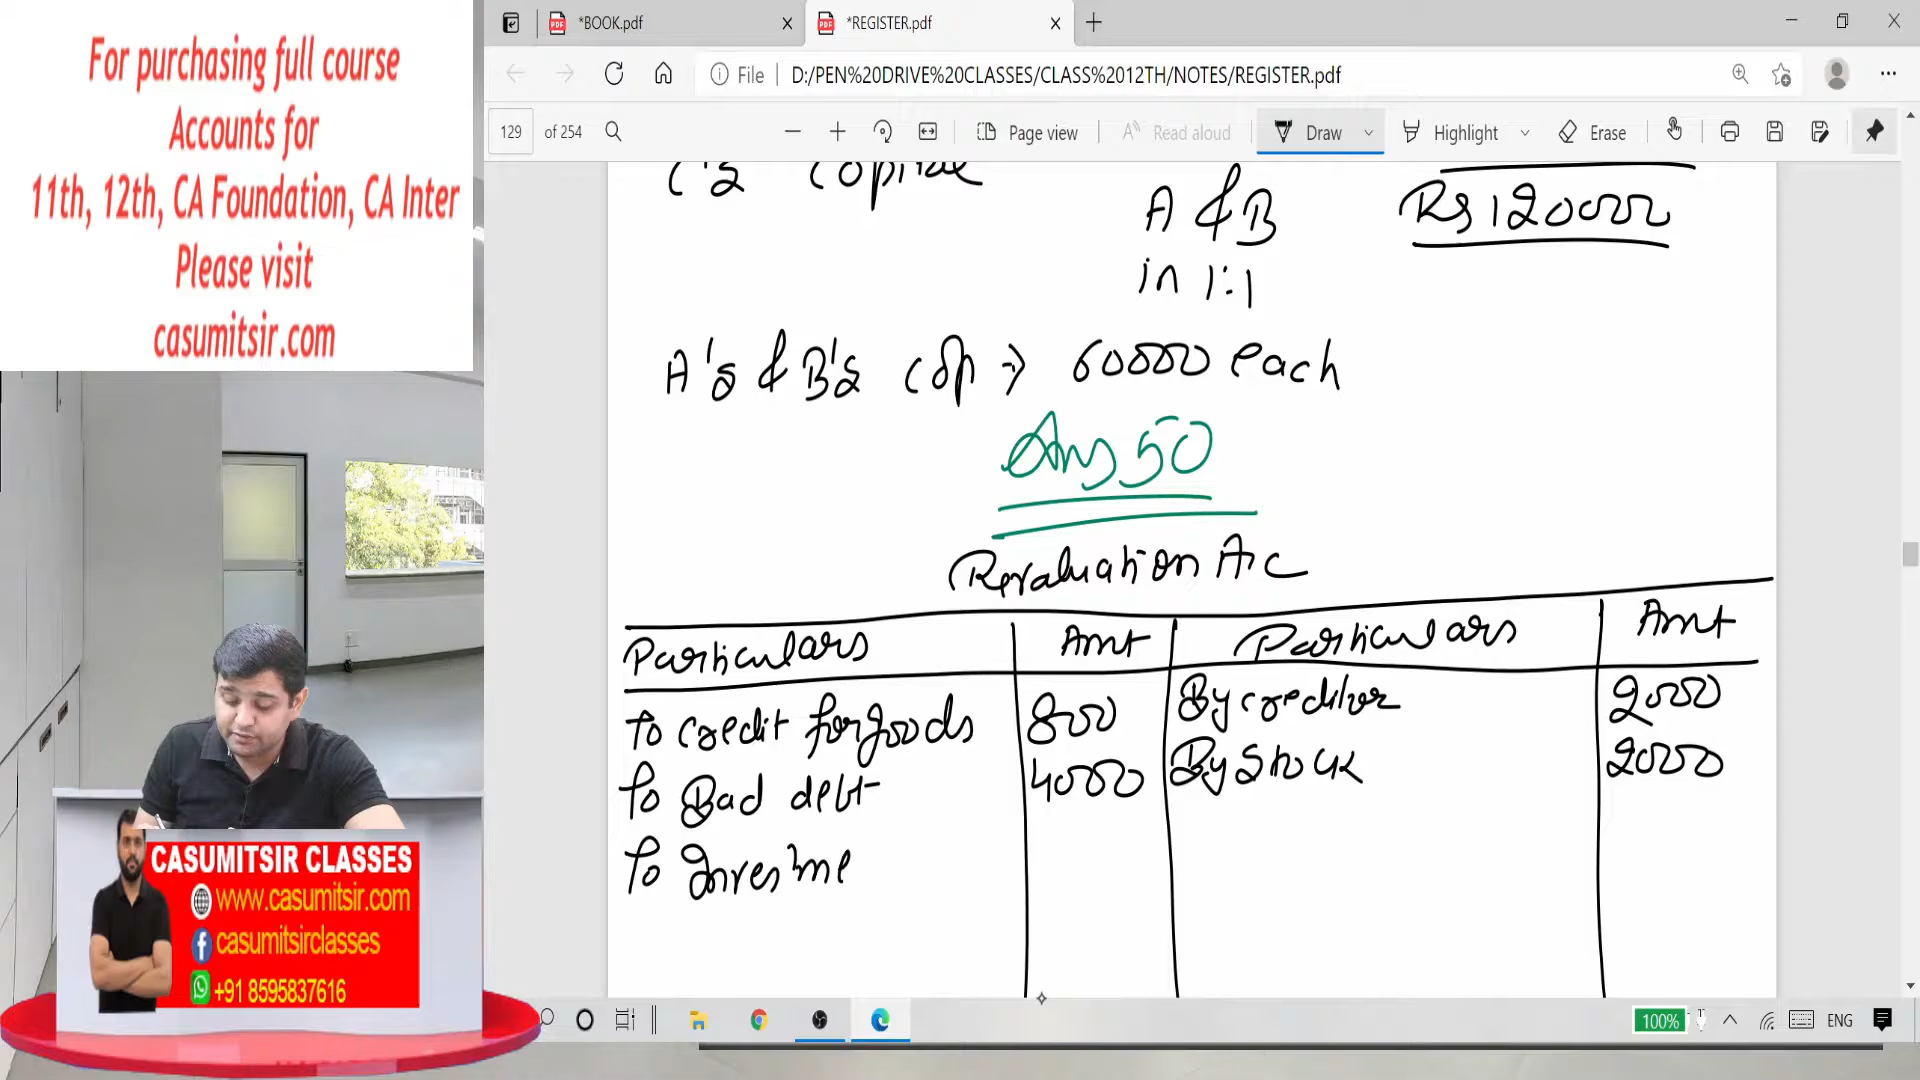 For purchasing full course
Accounts for
11th, 12th, CA Foundation, CA Inter
Please visit
casumitsir.com
*BOOK.pdf
*REGISTER.pdf
File D:/PEN%20DRIVE%20CLASSES/CLASS%2012TH/NOTES/REGISTER.pdf
129 of 254 Page view Read aloud Draw Highlight Erase
C's Capital
A & B Rs 120000
in 1:1
A's & B's cap → 60000 each
Ans 50
Revaluation A/c
Particulars Amt Particulars Amt
To credit for goods 800 By creditor 2000
To Bad debt 4000 By Stock 2000
To Investme
CASUMITSIR CLASSES
www.casumitsir.com
casumitsirclasses
+91 8595837616
100% ENG